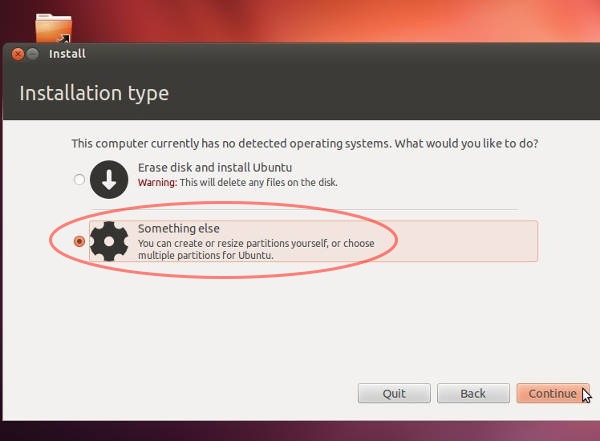 Install
Installation type
This computer currently has no detected operating systems. What would you like to do?
Erase disk and install Ubuntu
Warning: This will delete any files on the disk.
Something else
You can create or resize partitions yourself, or choose
multiple partitions for Ubuntu.
Quit
Back
Continue